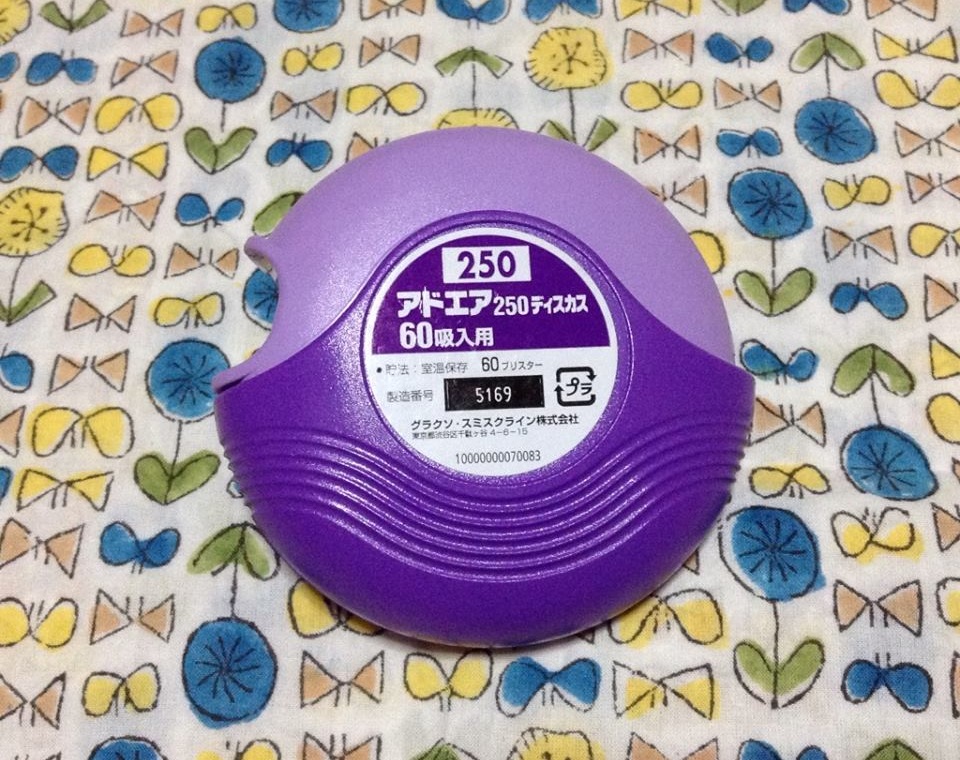 250
アドエア250ディスカス
60吸入用
・貯法：室温保存 60ブリスター
製造番号 5169 プラ
グラクソ・スミスクライン株式会社
東京都渋谷区千駄ヶ谷4-6-15
10000000070083